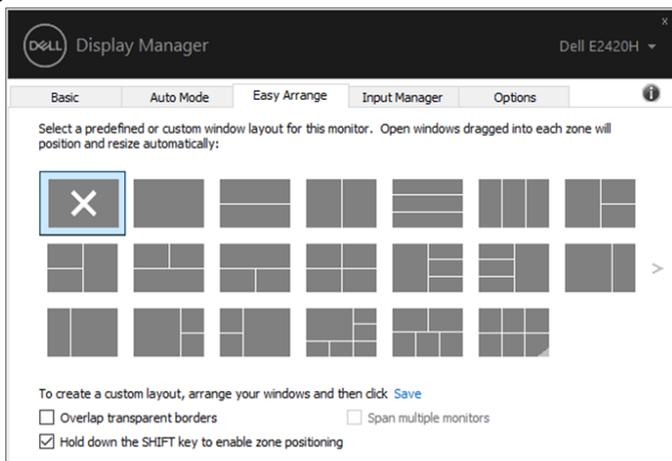 x
DELL Display Manager Dell E2420H
Basic Auto Mode Easy Arrange Input Manager Options
Select a predefined or custom window layout for this monitor. Open windows dragged into each zone will
position and resize automatically:
To create a custom layout, arrange your windows and then click Save
Overlap transparent borders Span multiple monitors
Hold down the SHIFT key to enable zone positioning